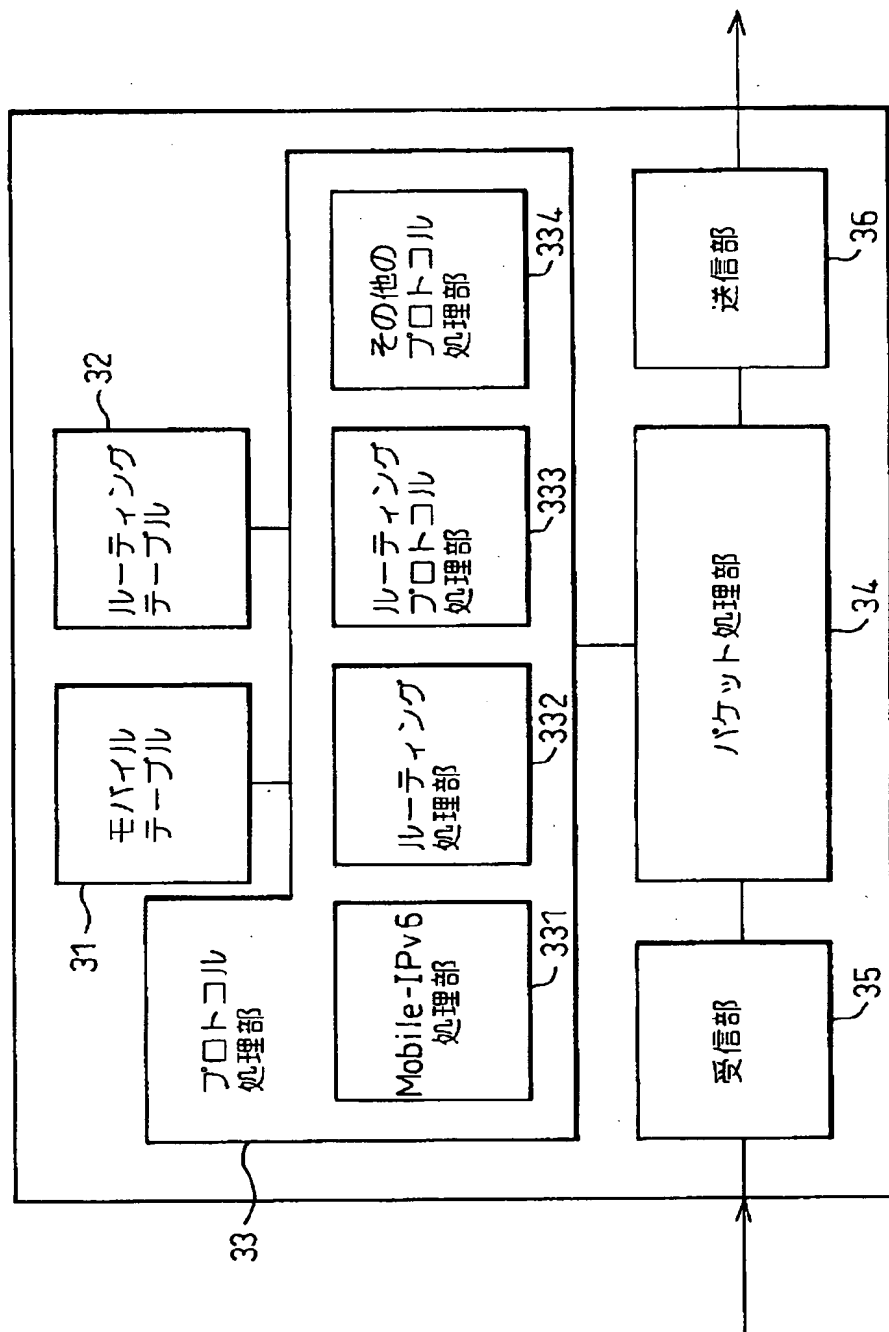 モバイル
テーブル
31
ルーティング
テーブル
32
プロトコル
処理部
33
Mobile-IPv6
処理部
331
ルーティング
処理部
332
ルーティング
プロトコル
処理部
333
その他の
プロトコル
処理部
334
受信部
35
パケット処理部
34
送信部
36